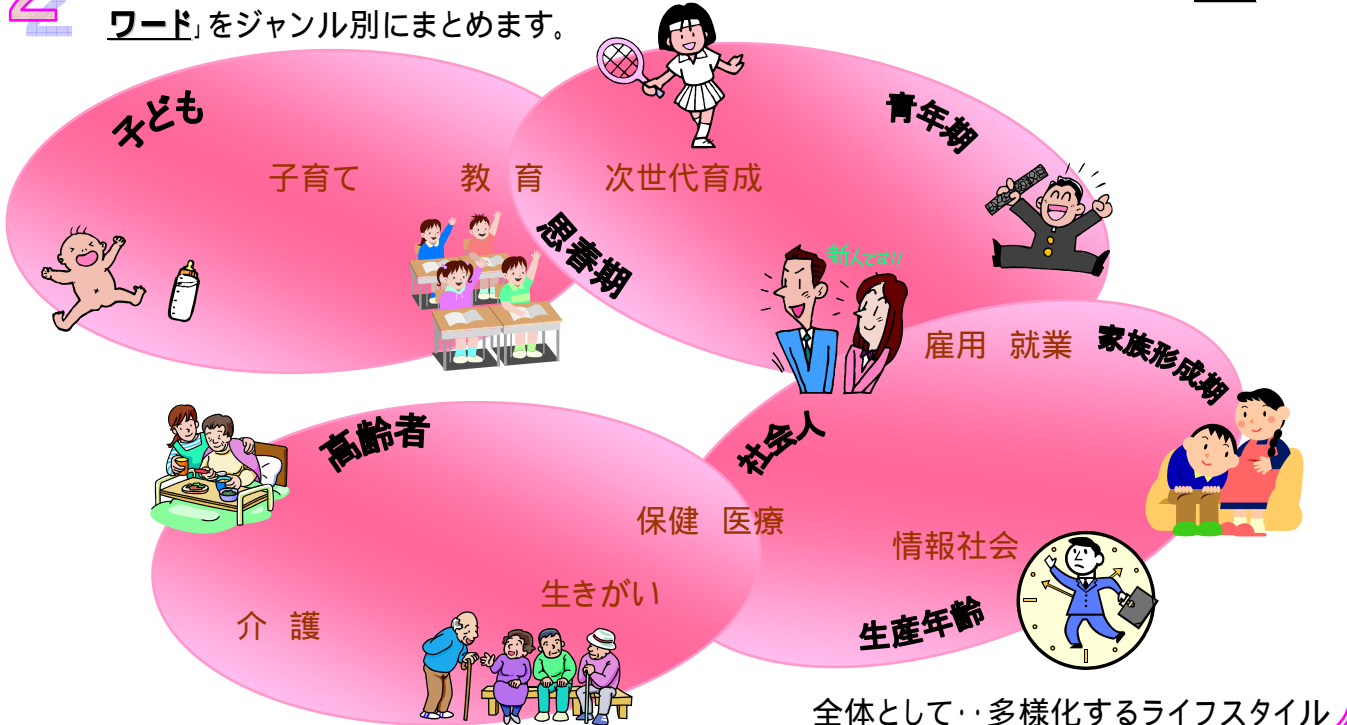 ワード」をジャンル別にまとめます。
子ども
青年期
子育て
教 育
次世代育成
思春期
新人です!!
雇用 就業
家族形成期
高齢者
社会人
保健 医療
情報社会
生きがい
介 護
生産年齢
全体として‥多様化するライフスタイル